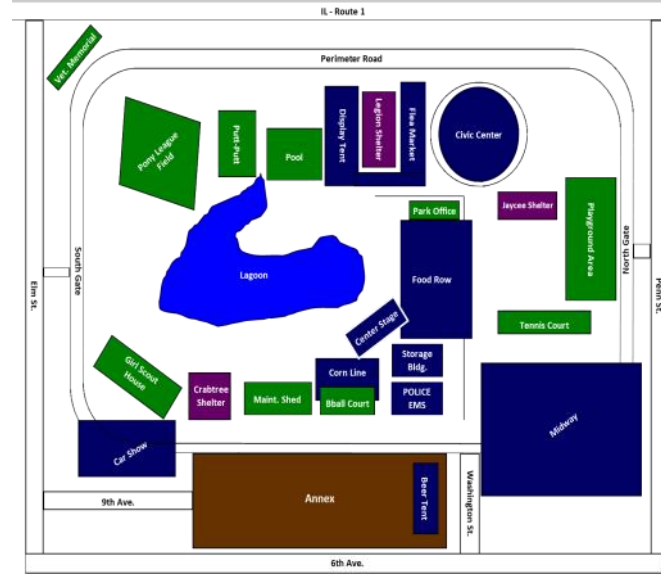 IL - Route 1
Vet. Memorial
Perimeter Road
Pony League
Field
Putt-Putt
Pool
Display Tent
Legion Shelter
Flea Market
Civic Center
Park Office
Jaycee Shelter
Playground Area
North Gate
Penn St.
Elm St.
South Gate
Lagoon
Food Row
Center Stage
Tennis Court
Girl Scout
House
Crabtree
Shelter
Maint. Shed
Corn Line
Bball Court
Storage
Bldg.
POLICE
EMS
Midway
Car Show
9th Ave.
Annex
Beer Tent
Washington St.
6th Ave.